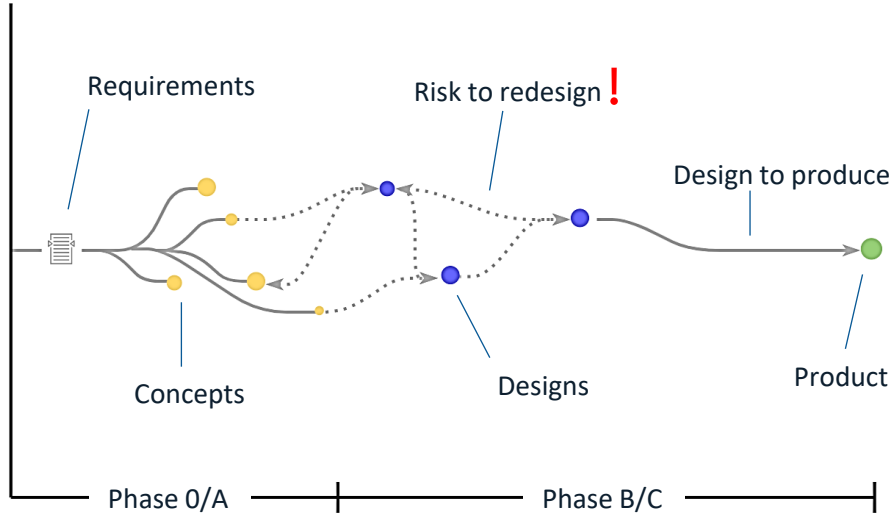 Requirements
Risk to redesign!
Design to produce
Concepts
Designs
Product
Phase 0/A
Phase B/C